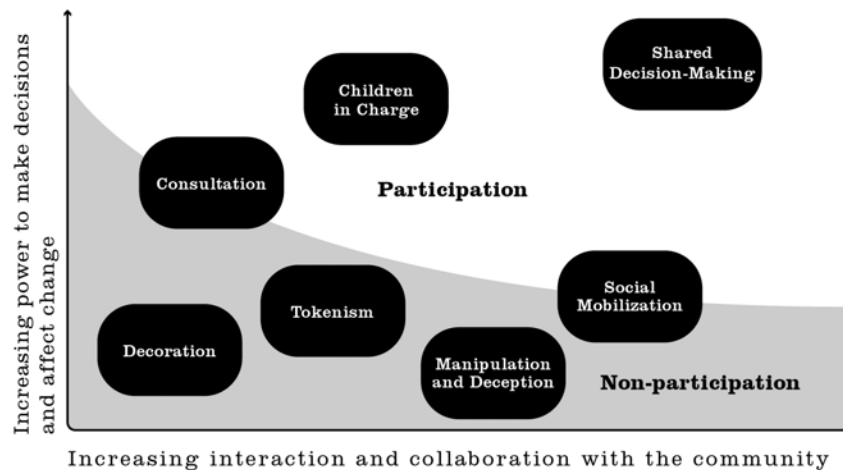 Increasing power to make decisions
and affect change
Shared
Decision-Making
Children
in Charge
Consultation
Participation
Social
Mobilization
Tokenism
Decoration
Manipulation
and Deception
Non-participation
Increasing interaction and collaboration with the community